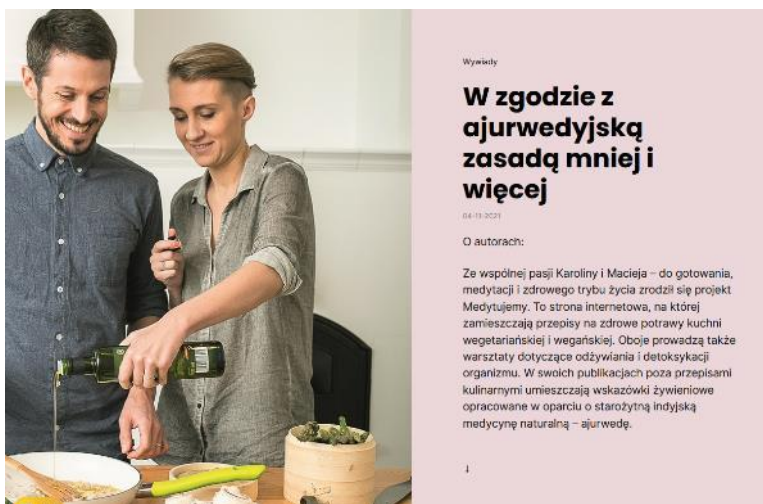 Wywiady
W zgodzie z
ajurwedyjską
zasadą mniej i
więcej
04-11-2021
O autorach:
Ze wspólnej pasji Karoliny i Macieja – do gotowania,
medytacji i zdrowego trybu życia zrodził się projekt
Medytujemy. To strona internetowa, na której
zamieszczają przepisy na zdrowe potrawy kuchni
wegetariańskiej i wegańskiej. Oboje prowadzą także
warsztaty dotyczące odżywiania i detoksykacji
organizmu. W swoich publikacjach poza przepisami
kulinarnymi umieszczają wskazówki żywieniowe
opracowane w oparciu o starożytną indyjską
medycynę naturalną – ajurwedę.